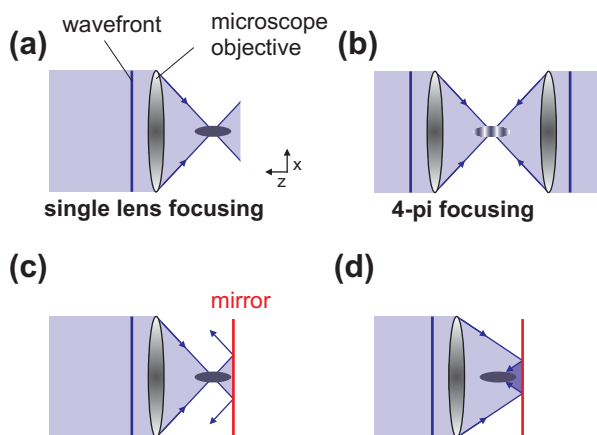 (a)
wavefront
microscope
objective
z
x
single lens focusing
(b)
4-pi focusing
(c)
mirror
(d)